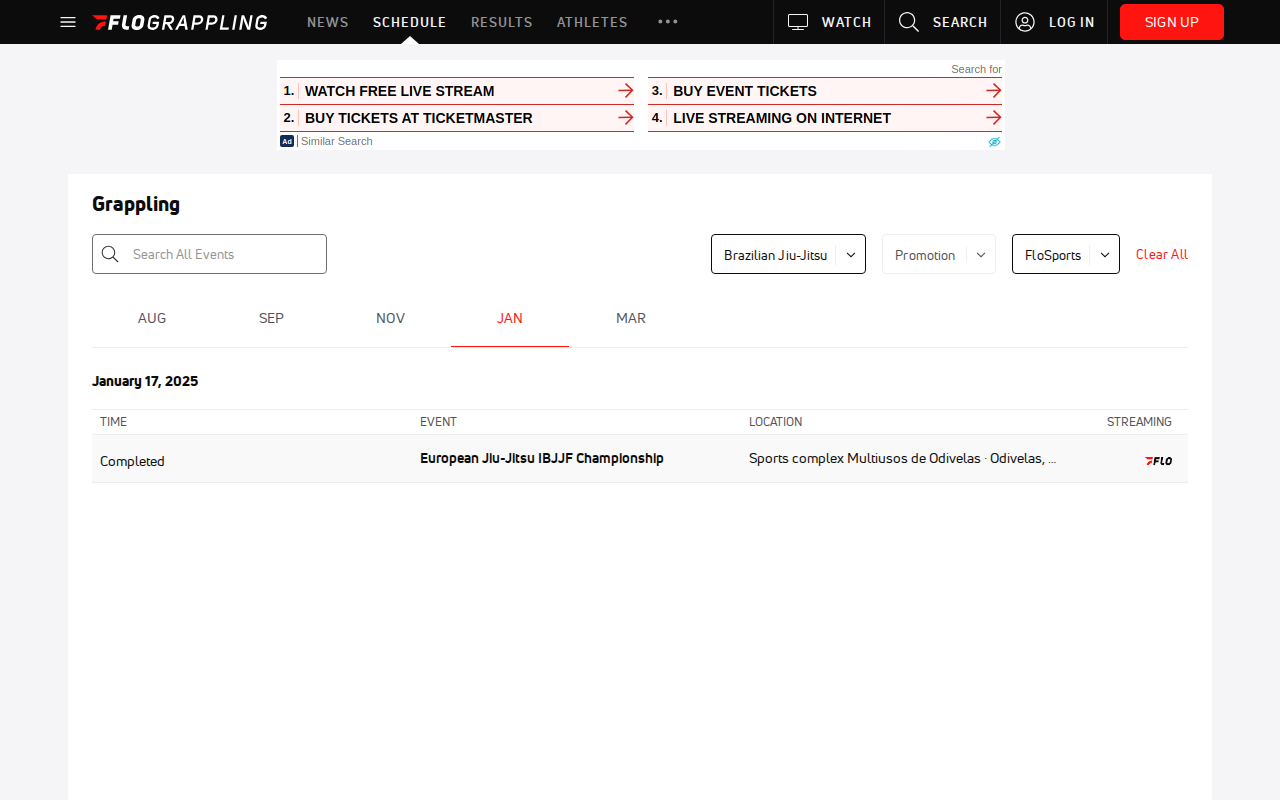 FLOGRAPPLING NEWS SCHEDULE RESULTS ATHLETES ••• WATCH SEARCH LOG IN SIGN UP
Search for
1. WATCH FREE LIVE STREAM
2. BUY TICKETS AT TICKETMASTER
3. BUY EVENT TICKETS
4. LIVE STREAMING ON INTERNET
Ad Similar Search
Grappling
Search All Events Brazilian Jiu-Jitsu Promotion FloSports Clear All
AUG SEP NOV JAN MAR
January 17, 2025
TIME EVENT LOCATION STREAMING
Completed European Jiu-Jitsu IBJJF Championship Sports complex Multiusos de Odivelas · Odivelas, ... FLO